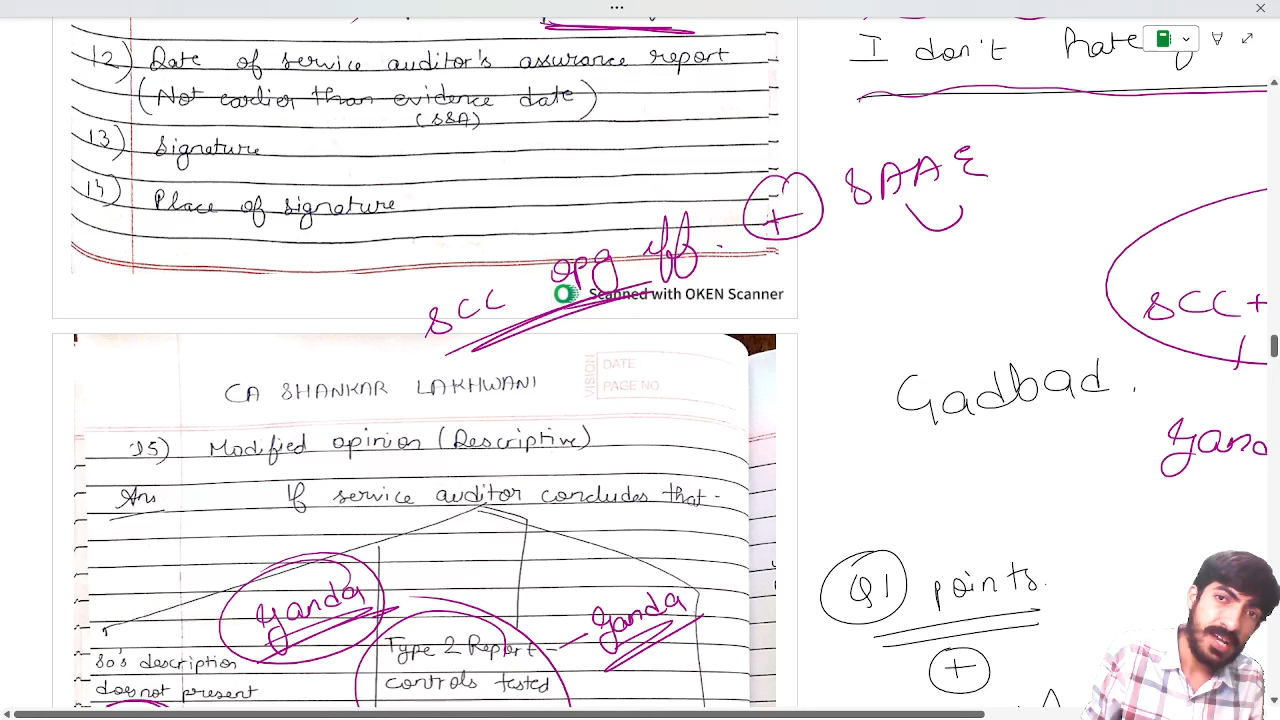 12) Date of service auditor's assurance report
(Not earlier than evidence date)
(S&A)
13) Signature
14) Place of signature
SCC opg eff.
+
SAAE
Scanned with OKEN Scanner
I don't hate
SCC +
Gadbad.
CA SHANKAR LAKHWANI
VISION
DATE
PAGE NO
Q5) Modified opinion (Descriptive)
Ans If service auditor concludes that -
Ganda
Ganda
SO's description
does not present
Type 2 Report -
controls tested
Q1 points.
+